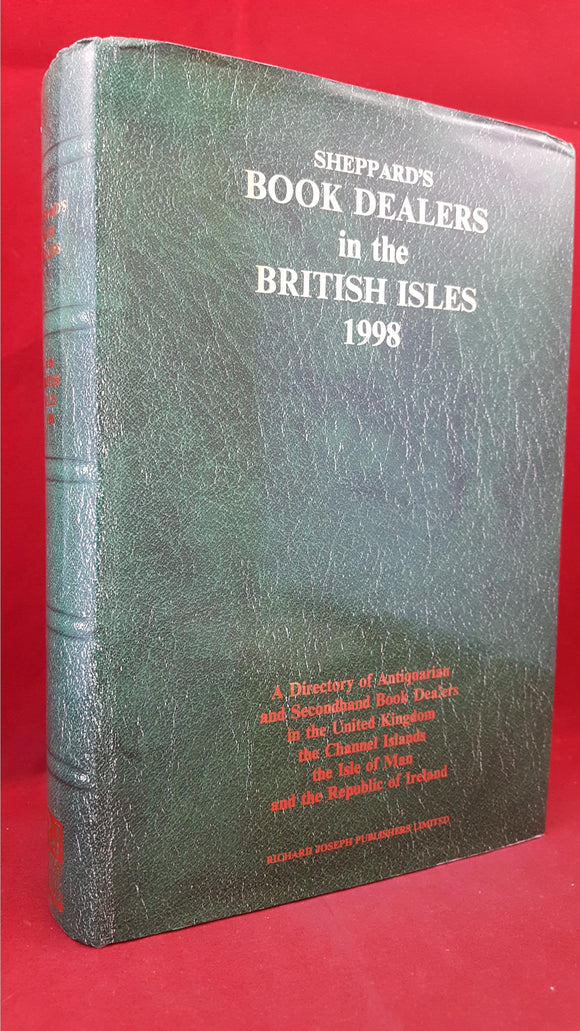 SHEPPARD'S
BOOK DEALERS
in the
BRITISH ISLES
1998
A Directory of Antiquarian
and Secondhand Book Dealers
in the United Kingdom
the Channel Islands
the Isle of Man
and the Republic of Ireland
RICHARD JOSEPH PUBLISHERS LIMITED